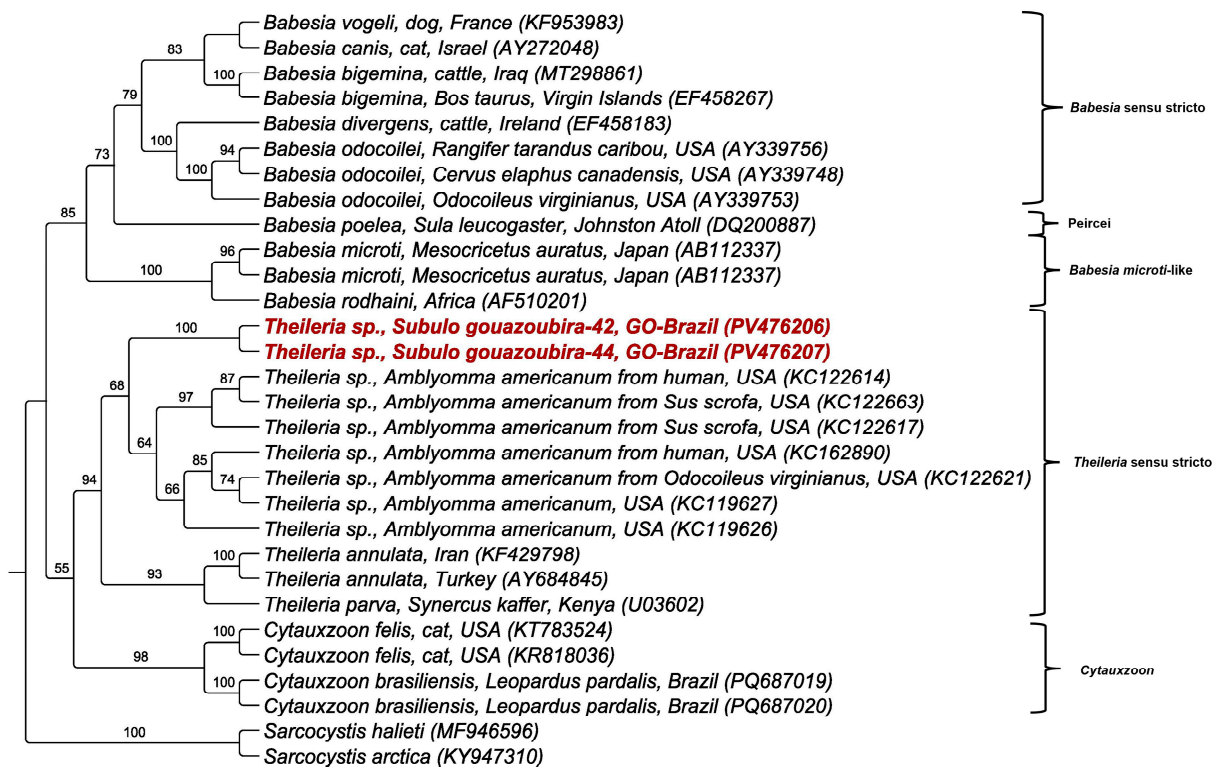 Babesia vogeli, dog, France (KF953983)
83
Babesia canis, cat, Israel (AY272048)
100
Babesia bigemina, cattle, Iraq (MT298861)
79
Babesia bigemina, Bos taurus, Virgin Islands (EF458267)
Babesia sensu stricto
Babesia divergens, cattle, Ireland (EF458183)
100
94
Babesia odocoilei, Rangifer tarandus caribou, USA (AY339756)
73
100
Babesia odocoilei, Cervus elaphus canadensis, USA (AY339748)
Babesia odocoilei, Odocoileus virginianus, USA (AY339753)
85
Babesia poelea, Sula leucogaster, Johnston Atoll (DQ200887)
Peircei
96
Babesia microti, Mesocricetus auratus, Japan (AB112337)
100
Babesia microti, Mesocricetus auratus, Japan (AB112337)
Babesia microti-like
Babesia rodhaini, Africa (AF510201)
100
Theileria sp., Subulo gouazoubira-42, GO-Brazil (PV476206)
Theileria sp., Subulo gouazoubira-44, GO-Brazil (PV476207)
68
87
Theileria sp., Amblyomma americanum from human, USA (KC122614)
97
Theileria sp., Amblyomma americanum from Sus scrofa, USA (KC122663)
Theileria sp., Amblyomma americanum from Sus scrofa, USA (KC122617)
64
85
Theileria sp., Amblyomma americanum from human, USA (KC162890)
Theileria sensu stricto
94
66
74
Theileria sp., Amblyomma americanum from Odocoileus virginianus, USA (KC122621)
Theileria sp., Amblyomma americanum, USA (KC119627)
Theileria sp., Amblyomma americanum, USA (KC119626)
100
Theileria annulata, Iran (KF429798)
55
93
Theileria annulata, Turkey (AY684845)
Theileria parva, Synercus kaffer, Kenya (U03602)
100
Cytauxzoon felis, cat, USA (KT783524)
98
Cytauxzoon felis, cat, USA (KR818036)
Cytauxzoon
100
Cytauxzoon brasiliensis, Leopardus pardalis, Brazil (PQ687019)
Cytauxzoon brasiliensis, Leopardus pardalis, Brazil (PQ687020)
100
Sarcocystis halieti (MF946596)
Sarcocystis arctica (KY947310)